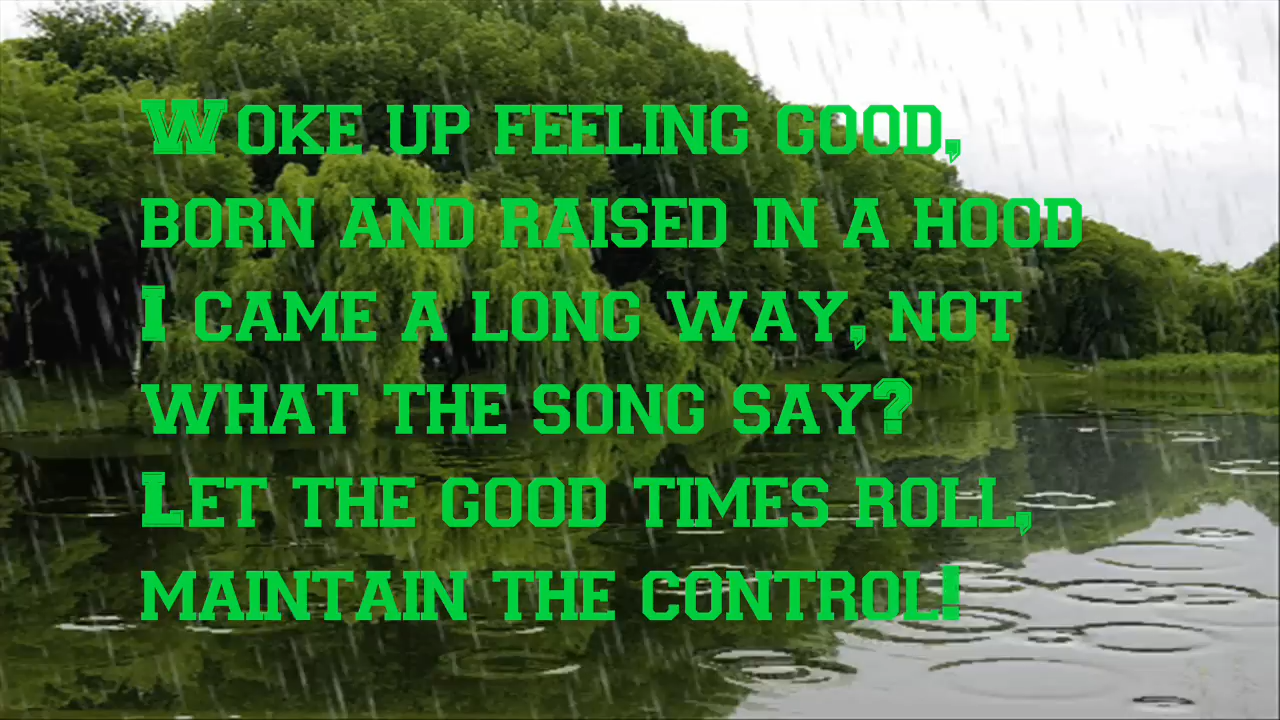 Woke up feeling good,
born and raised in a hood
I came a long way, not
what the song say?
Let the good times roll,
maintain the control!